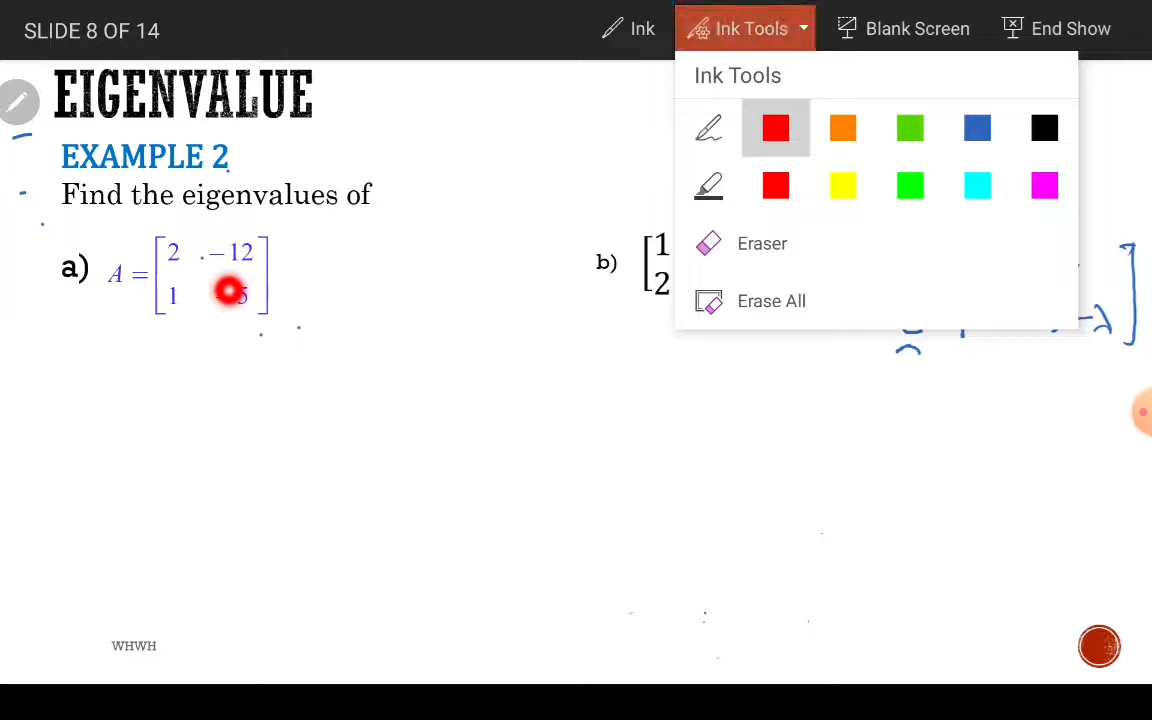 SLIDE 8 OF 14 Ink Ink Tools Blank Screen End Show
EIGENVALUE
Ink Tools
EXAMPLE 2
Find the eigenvalues of
a) A = [2 −12
1 5]
b) [1
2
Eraser
Erase All
−λ]
WHWH